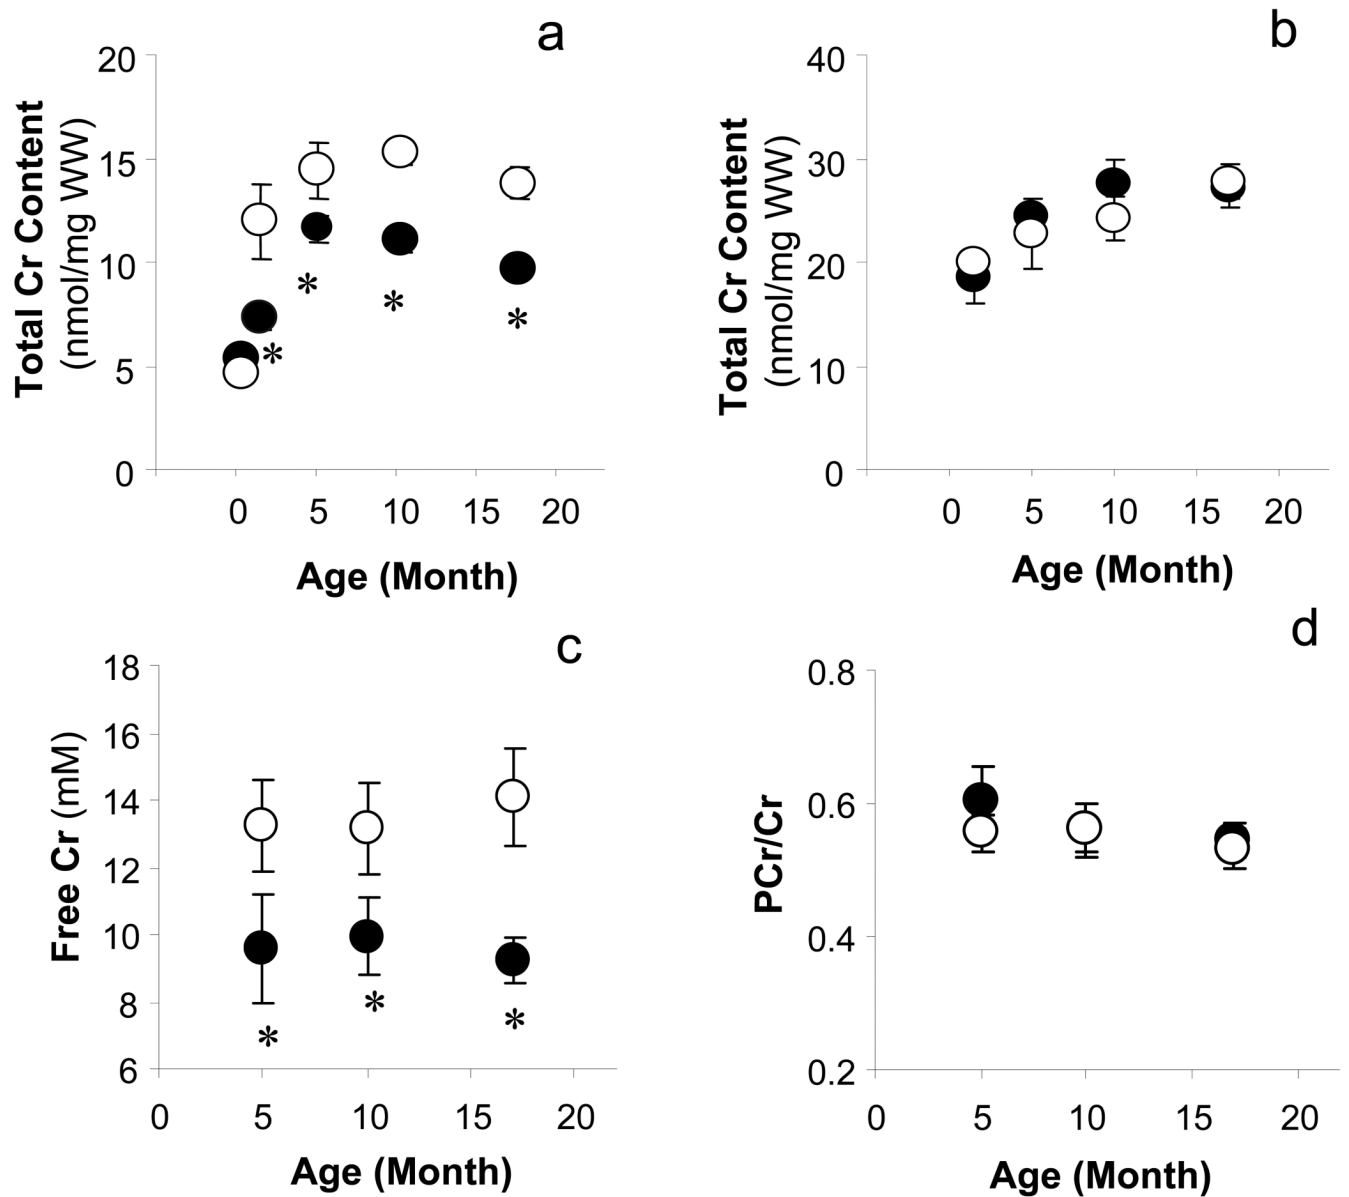 a
20
15
10
5
0
Total Cr Content
(nmol/mg WW)
*
*
*
*
0 5 10 15 20
Age (Month)
b
40
30
20
10
0
Total Cr Content
(nmol/mg WW)
0 5 10 15 20
Age (Month)
c
18
16
14
12
10
8
6
Free Cr (mM)
*
*
*
0 5 10 15 20
Age (Month)
d
0.8
0.6
0.4
0.2
PCr/Cr
0 5 10 15 20
Age (Month)